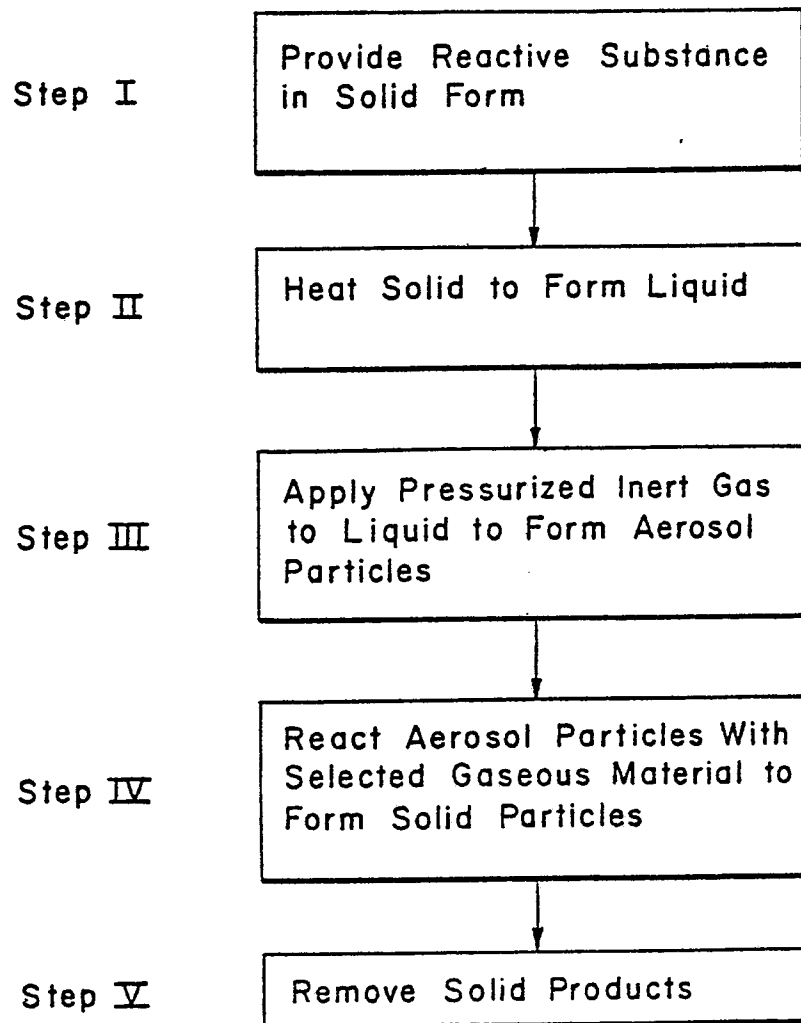 Step I
Provide Reactive Substance
in Solid Form
Step II
Heat Solid to Form Liquid
Step III
Apply Pressurized Inert Gas
to Liquid to Form Aerosol
Particles
Step IV
React Aerosol Particles With
Selected Gaseous Material to
Form Solid Particles
Step V
Remove Solid Products